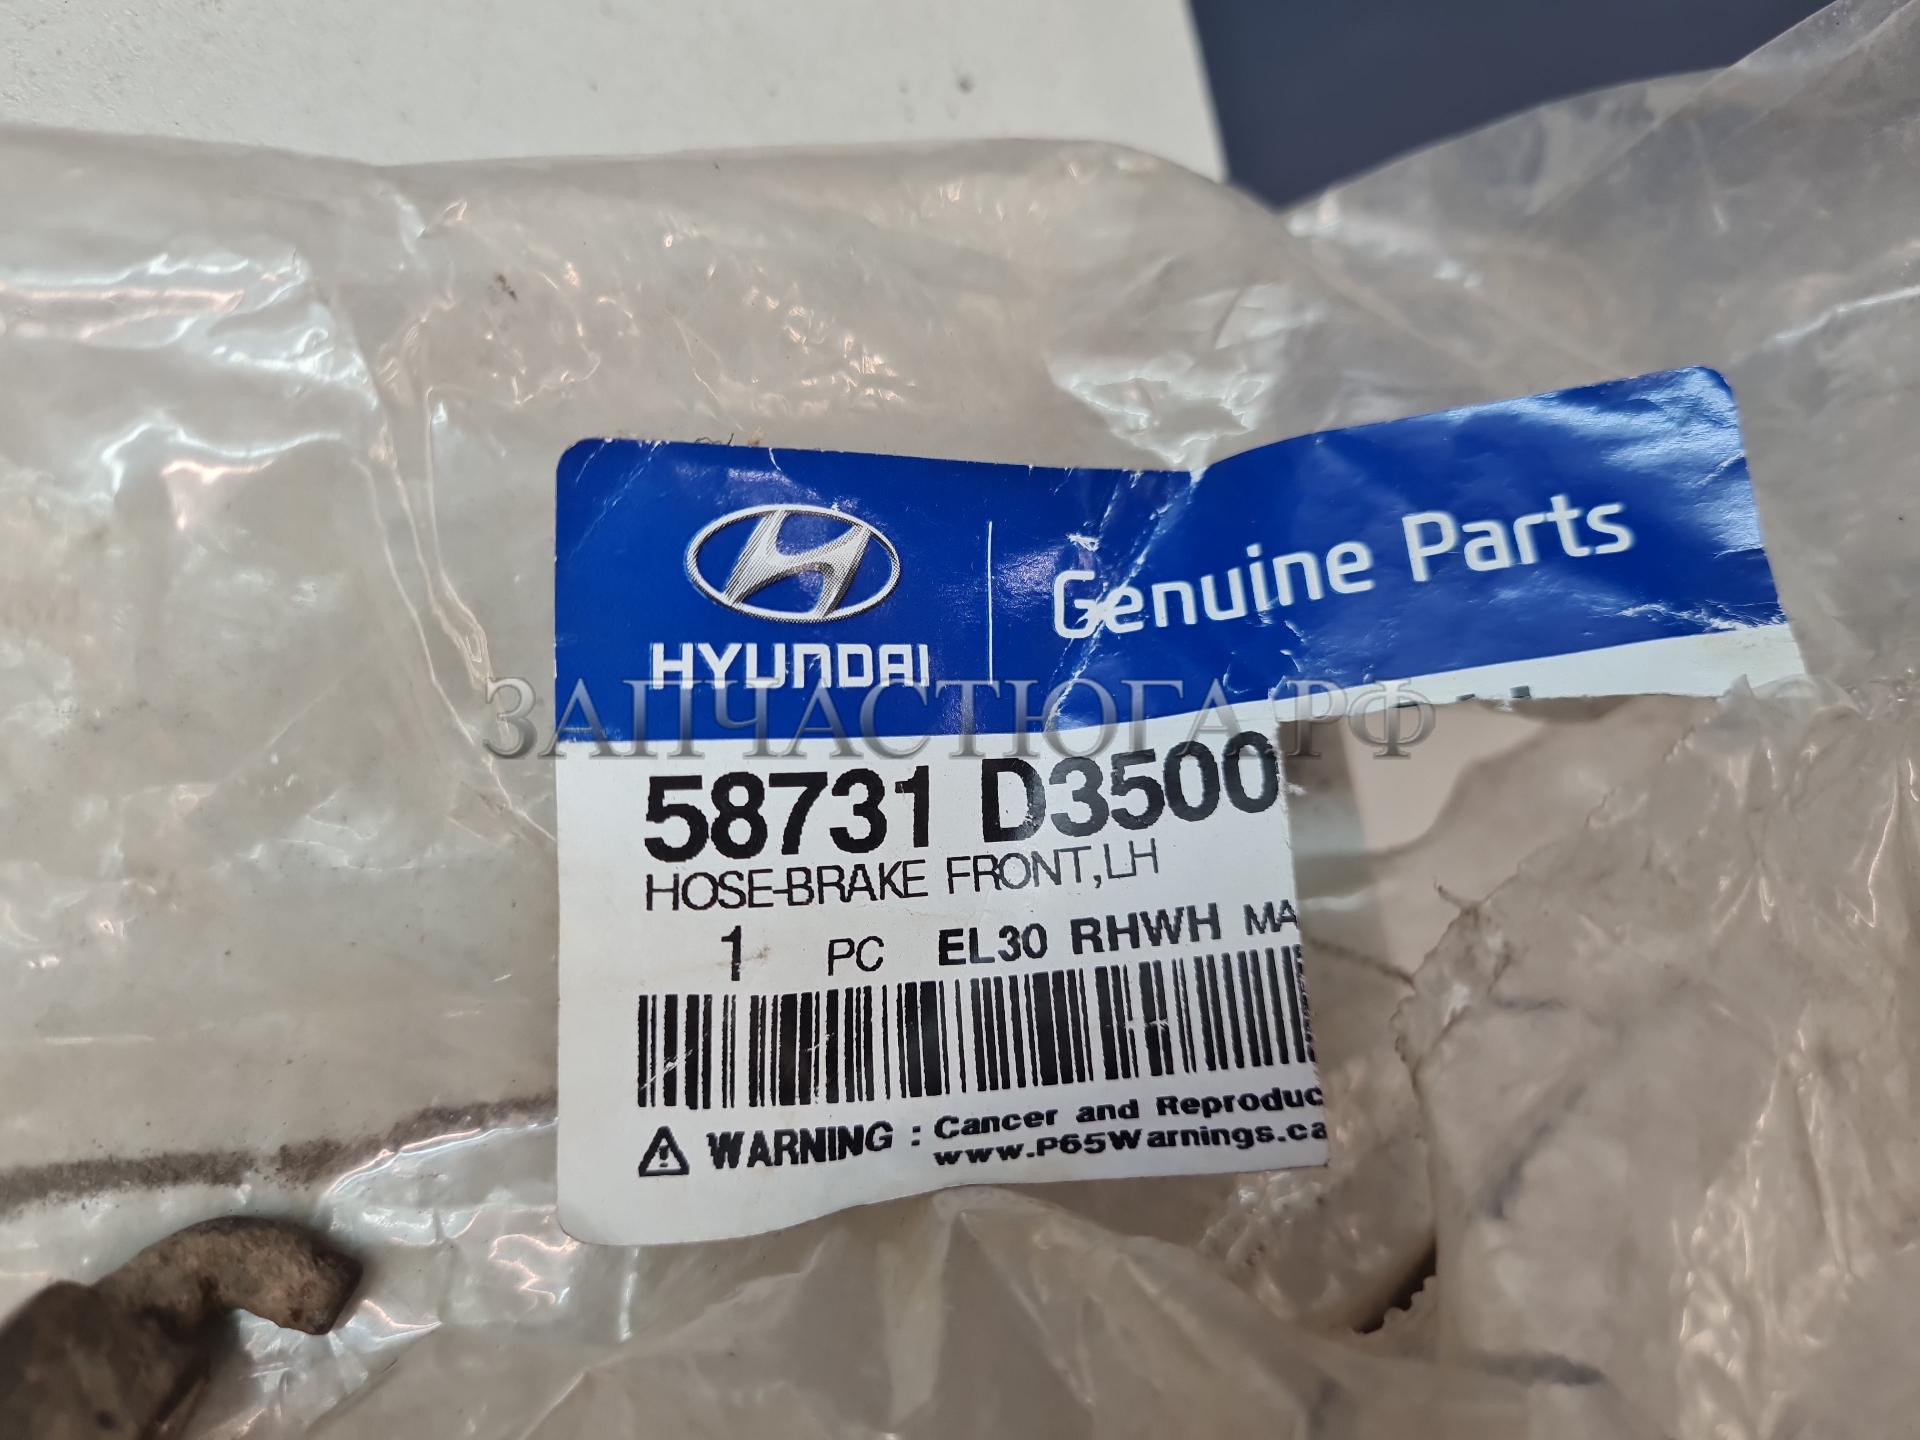 HYUNDAI
Genuine Parts
ЗАПЧАСТЮГА.РФ
58731 D3500
HOSE-BRAKE FRONT,LH
1 PC EL30 RHWH MA
WARNING : Cancer and Reproduc
www.P65Warnings.ca